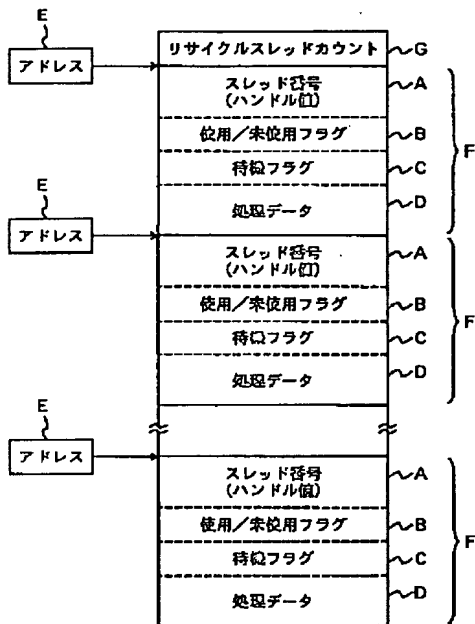 E
アドレス
リサイクルスレッドカウント
G
スレッド番号
(ハンドル値)
A
使用/未使用フラグ
B
待機フラグ
C
処理データ
D
F
E
アドレス
スレッド番号
(ハンドル値)
A
使用/未使用フラグ
B
待機フラグ
C
処理データ
D
F
E
アドレス
スレッド番号
(ハンドル値)
A
使用/未使用フラグ
B
待機フラグ
C
処理データ
D
F